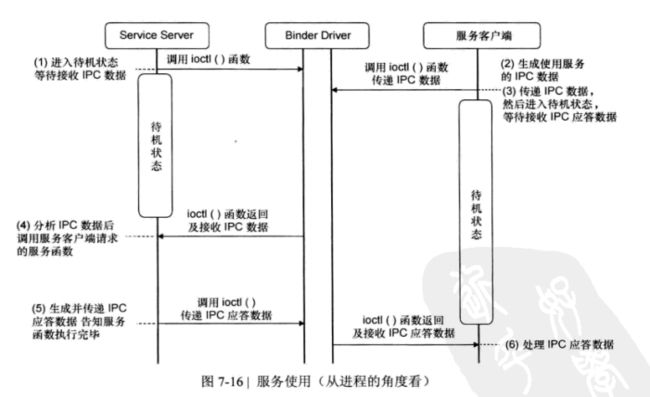 Service Server
Binder Driver
服务客户端
(1) 进入待机状态
等待接收 IPC 数据
调用 ioctl ( ) 函数
调用 ioctl ( ) 函数
传递 IPC 数据
(2) 生成使用服务
的 IPC 数据
(3) 传递 IPC 数据，
然后进入待机状态，
等待接收 IPC 应答数据
待
机
状
态
待
机
状
态
(4) 分析 IPC 数据后
调用服务客户端请求
的服务函数
ioctl ( ) 函数返回
及接收 IPC 数据
(5) 生成并传递 IPC
应答数据 告知服务
函数执行完毕
调用 ioctl ( )
传递 IPC 应答数据
ioctl ( ) 函数返回
及接收 IPC 应答数据
(6) 处理 IPC 应答数据
图 7-16 | 服务使用（从进程的角度看）